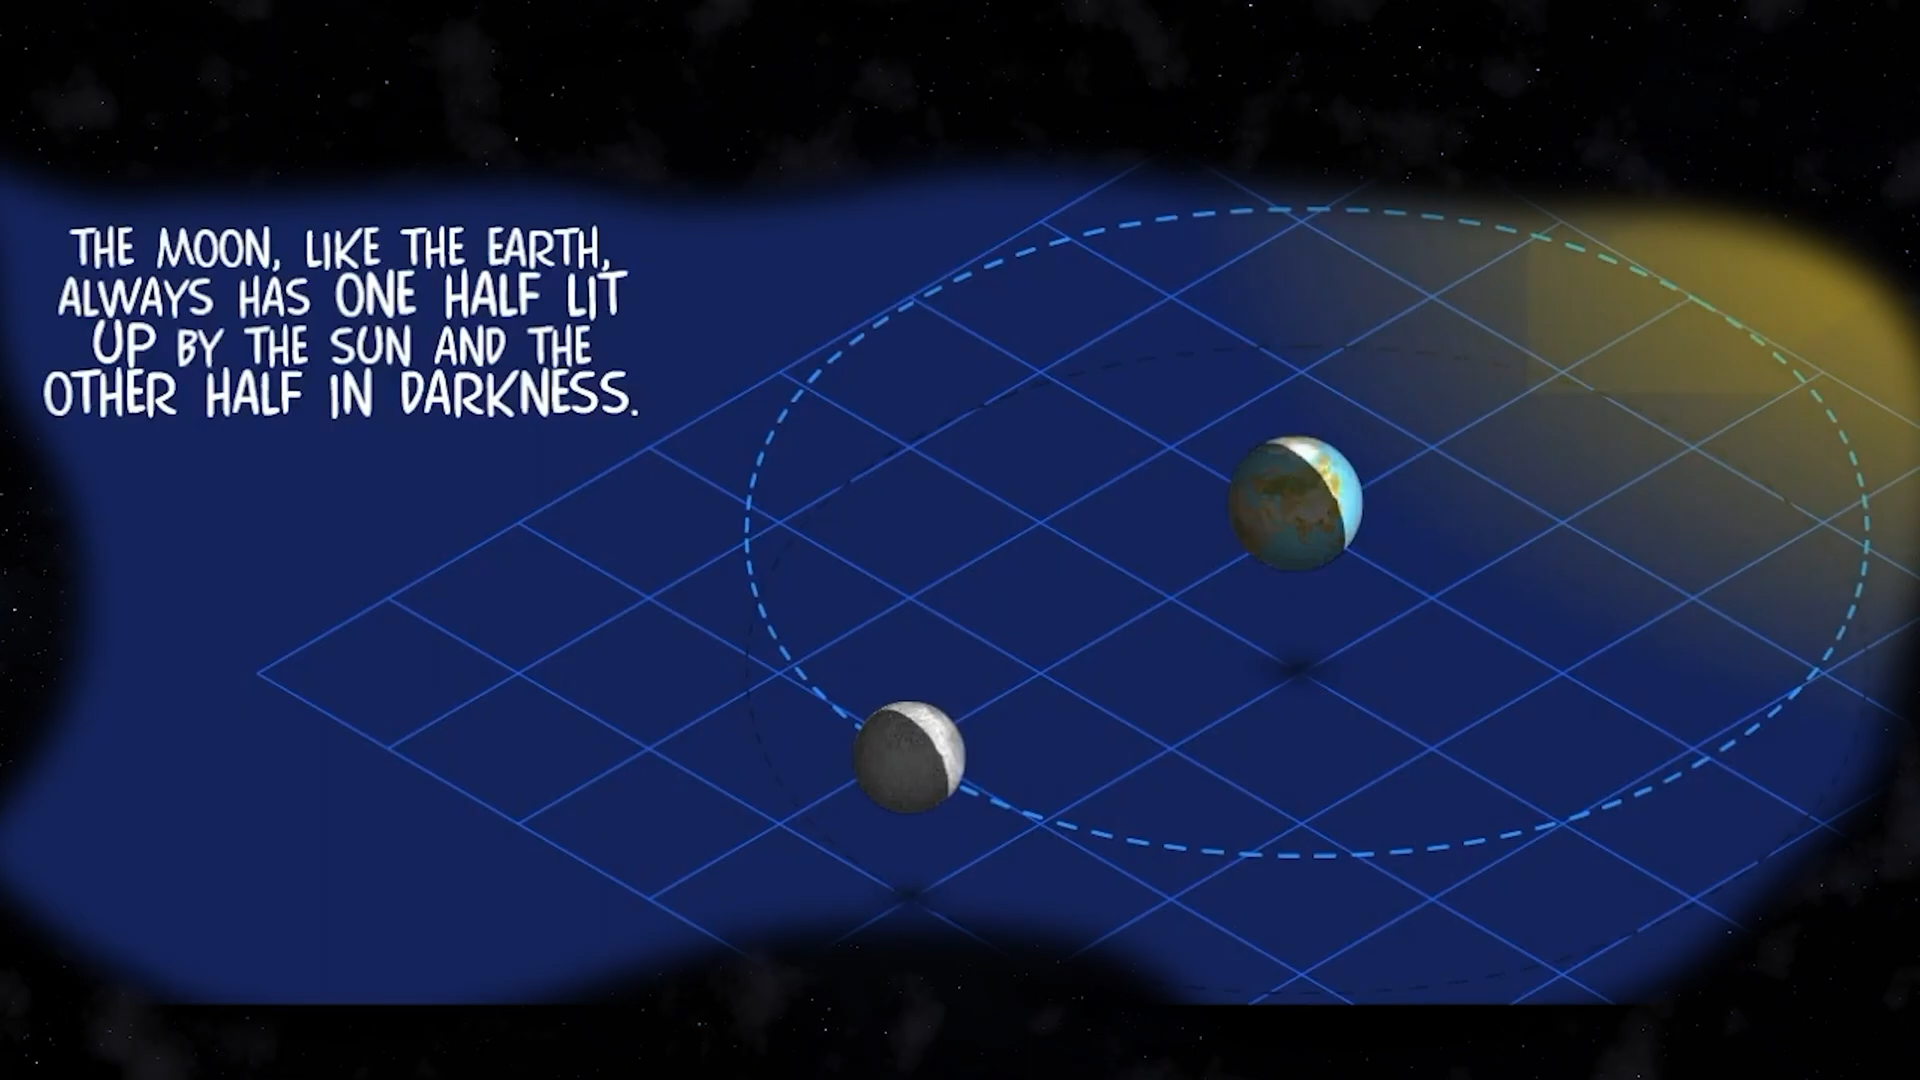 THE MOON, LIKE THE EARTH,
ALWAYS HAS ONE HALF LIT
UP BY THE SUN AND THE
OTHER HALF IN DARKNESS.